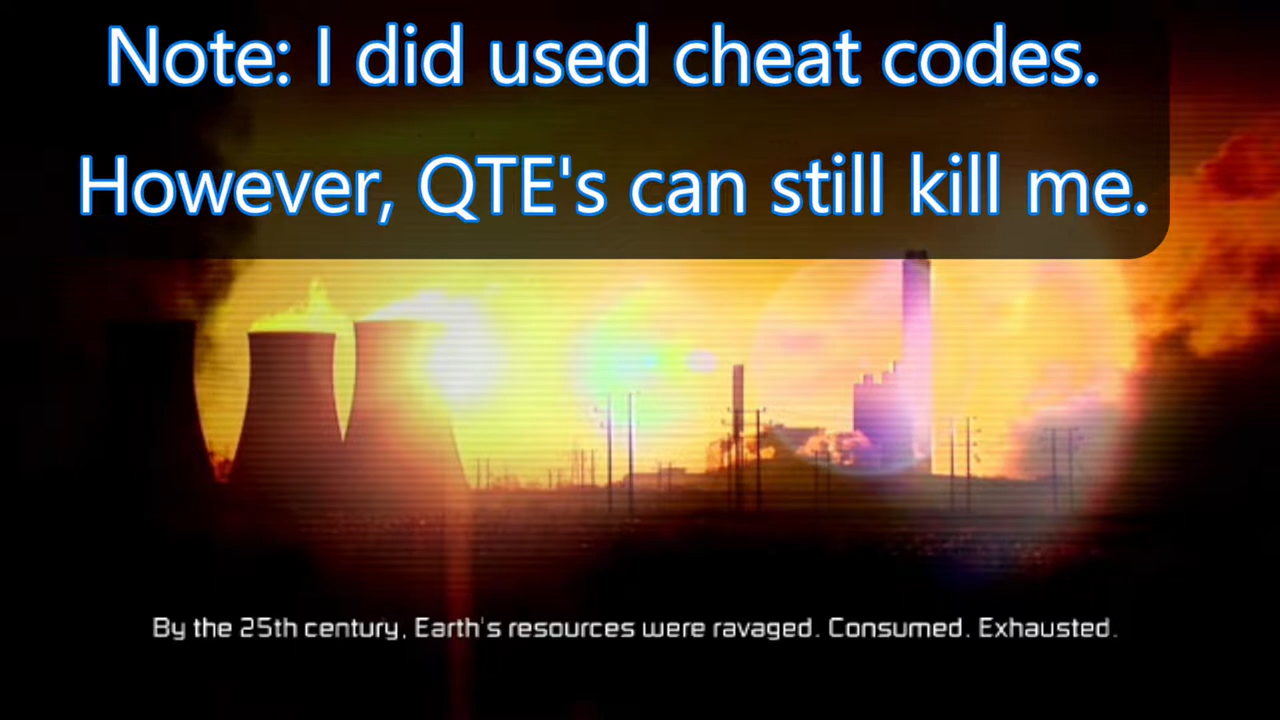 Note: I did used cheat codes.
However, QTE's can still kill me.
By the 25th century, Earth's resources were ravaged. Consumed. Exhausted.